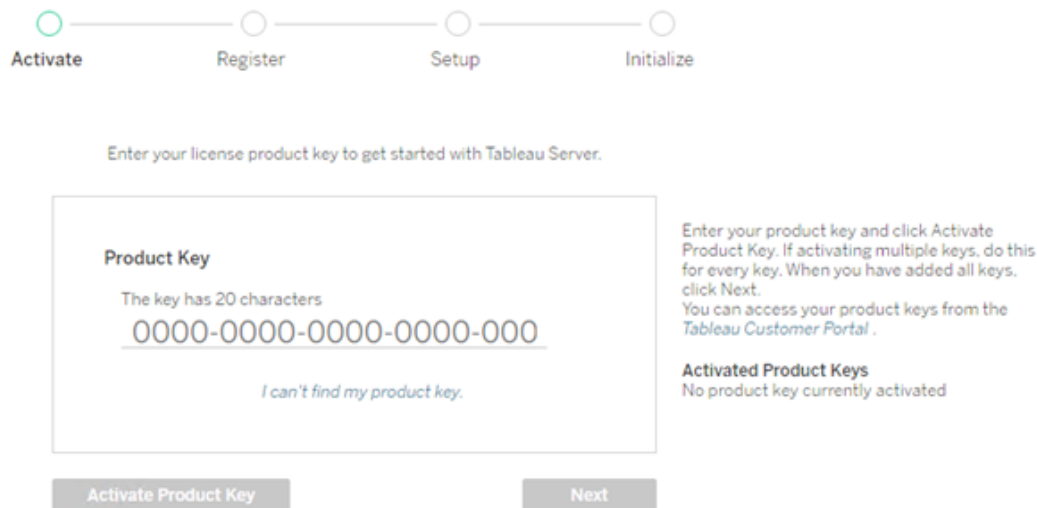 Activate Register Setup Initialize
Enter your license product key to get started with Tableau Server.
Product Key
The key has 20 characters
0000-0000-0000-0000-000
I can't find my product key.
Activate Product Key
Next
Enter your product key and click Activate
Product Key. If activating multiple keys, do this
for every key. When you have added all keys,
click Next.
You can access your product keys from the
Tableau Customer Portal .
Activated Product Keys
No product key currently activated